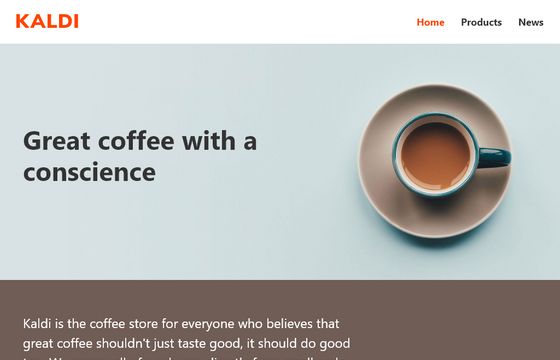 KALDI
Home Products News
Great coffee with a
conscience
Kaldi is the coffee store for everyone who believes that
great coffee shouldn't just taste good, it should do good